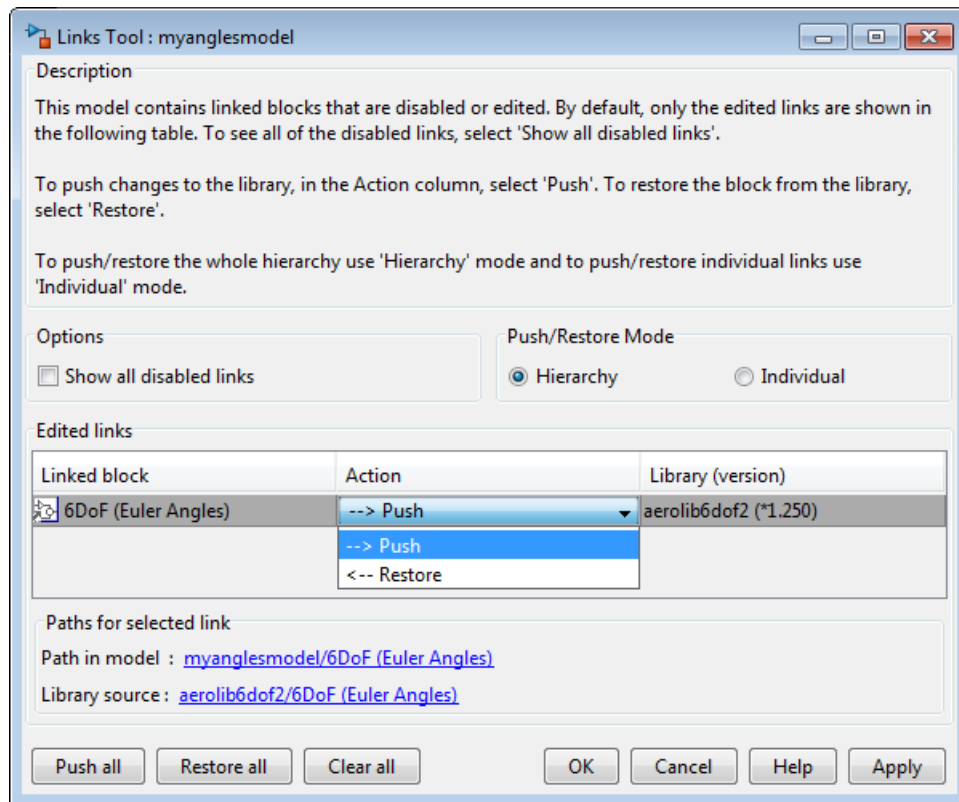 Links Tool : myanglesmodel
Description
This model contains linked blocks that are disabled or edited. By default, only the edited links are shown in
the following table. To see all of the disabled links, select 'Show all disabled links'.
To push changes to the library, in the Action column, select 'Push'. To restore the block from the library,
select 'Restore'.
To push/restore the whole hierarchy use 'Hierarchy' mode and to push/restore individual links use
'Individual' mode.
Options
Show all disabled links
Push/Restore Mode
Hierarchy Individual
Edited links
Linked block Action Library (version)
6DoF (Euler Angles) --> Push aerolib6dof2 (*1.250)
--> Push
<-- Restore
Paths for selected link
Path in model : myanglesmodel/6DoF (Euler Angles)
Library source : aerolib6dof2/6DoF (Euler Angles)
Push all Restore all Clear all OK Cancel Help Apply